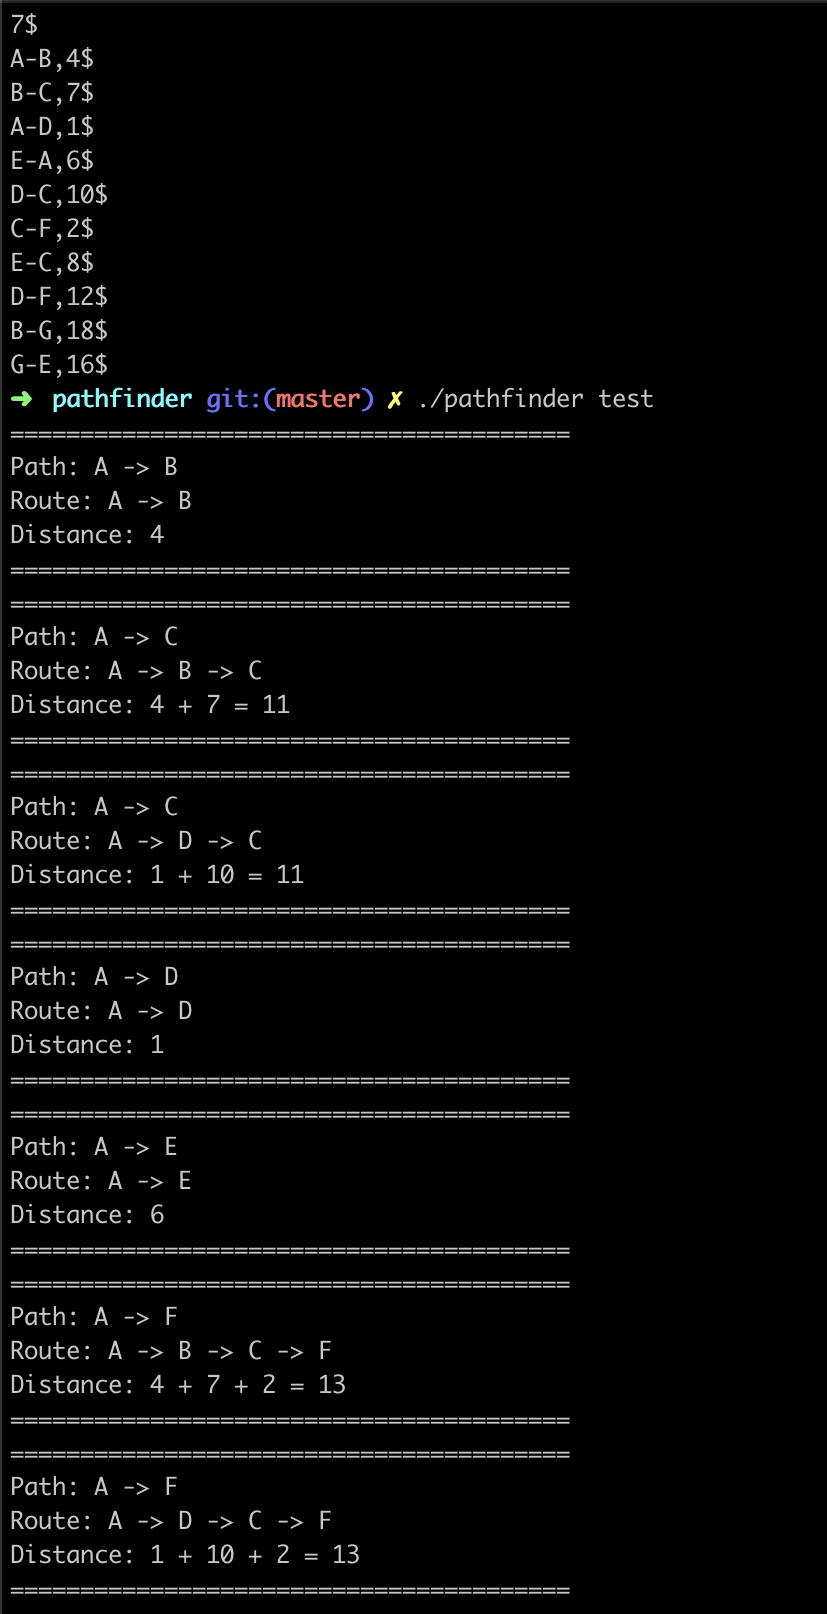 7$
A-B,4$
B-C,7$
A-D,1$
E-A,6$
D-C,10$
C-F,2$
E-C,8$
D-F,12$
B-G,18$
G-E,16$
➜ pathfinder git:(master) ✗ ./pathfinder test
========================================
Path: A -> B
Route: A -> B
Distance: 4
========================================
========================================
Path: A -> C
Route: A -> B -> C
Distance: 4 + 7 = 11
========================================
========================================
Path: A -> C
Route: A -> D -> C
Distance: 1 + 10 = 11
========================================
========================================
Path: A -> D
Route: A -> D
Distance: 1
========================================
========================================
Path: A -> E
Route: A -> E
Distance: 6
========================================
========================================
Path: A -> F
Route: A -> B -> C -> F
Distance: 4 + 7 + 2 = 13
========================================
========================================
Path: A -> F
Route: A -> D -> C -> F
Distance: 1 + 10 + 2 = 13
========================================